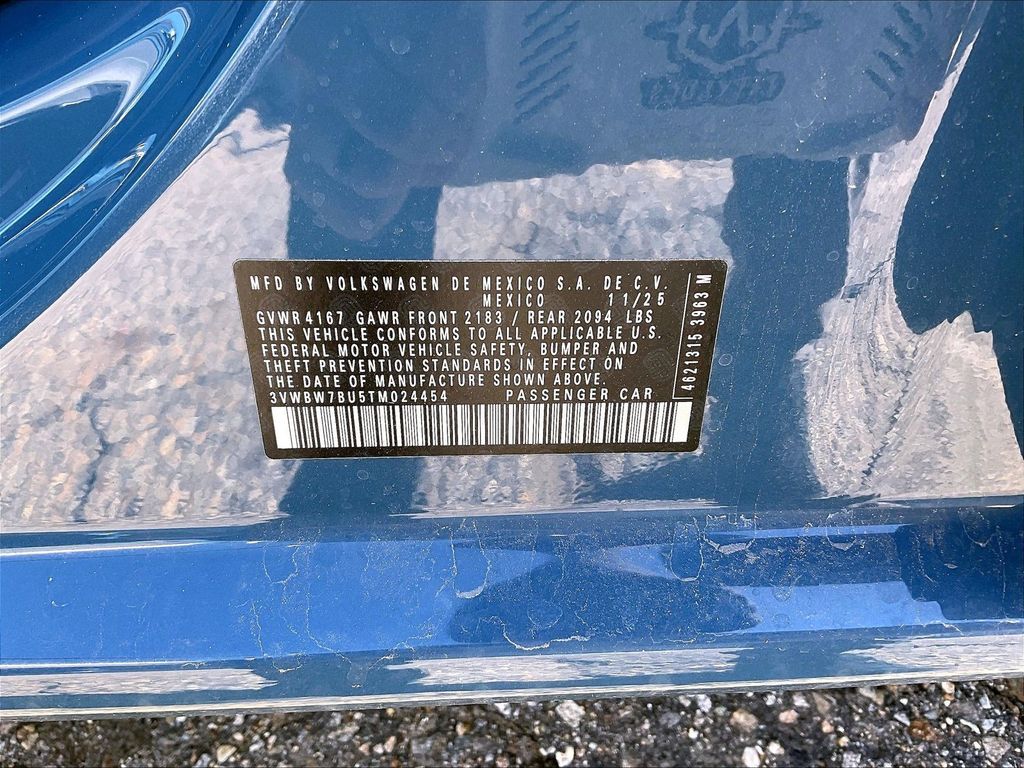 MFD BY VOLKSWAGEN DE MEXICO S.A. DE C.V.
MEXICO 11/25
GVWR 4167 GAWR FRONT 2183 / REAR 2094 LBS
THIS VEHICLE CONFORMS TO ALL APPLICABLE U.S.
FEDERAL MOTOR VEHICLE SAFETY, BUMPER AND
THEFT PREVENTION STANDARDS IN EFFECT ON
THE DATE OF MANUFACTURE SHOWN ABOVE.
3VWBW7BU5TM024454 PASSENGER CAR
4621315 3963 M